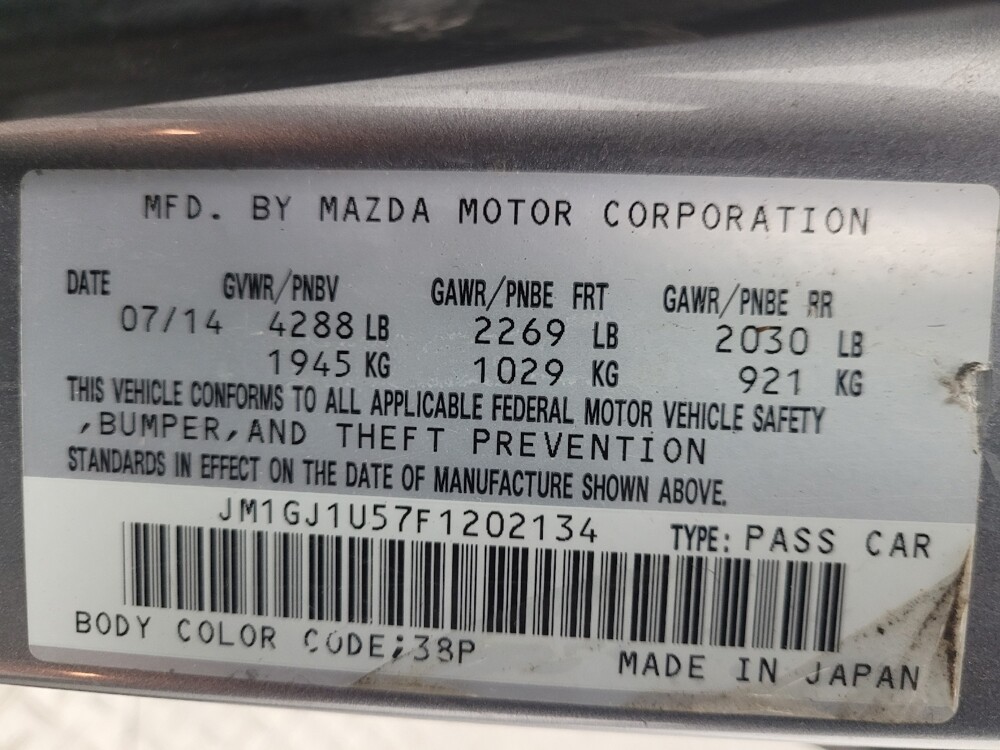 MFD. BY MAZDA MOTOR CORPORATION
DATE GVWR/PNBV GAWR/PNBE FRT GAWR/PNBE RR
07/14 4288 LB 2269 LB 2030 LB
1945 KG 1029 KG 921 KG
THIS VEHICLE CONFORMS TO ALL APPLICABLE FEDERAL MOTOR VEHICLE SAFETY
,BUMPER,AND THEFT PREVENTION
STANDARDS IN EFFECT ON THE DATE OF MANUFACTURE SHOWN ABOVE.
JM1GJ1U57F1202134 TYPE: PASS CAR
BODY COLOR CODE;38P
MADE IN JAPAN